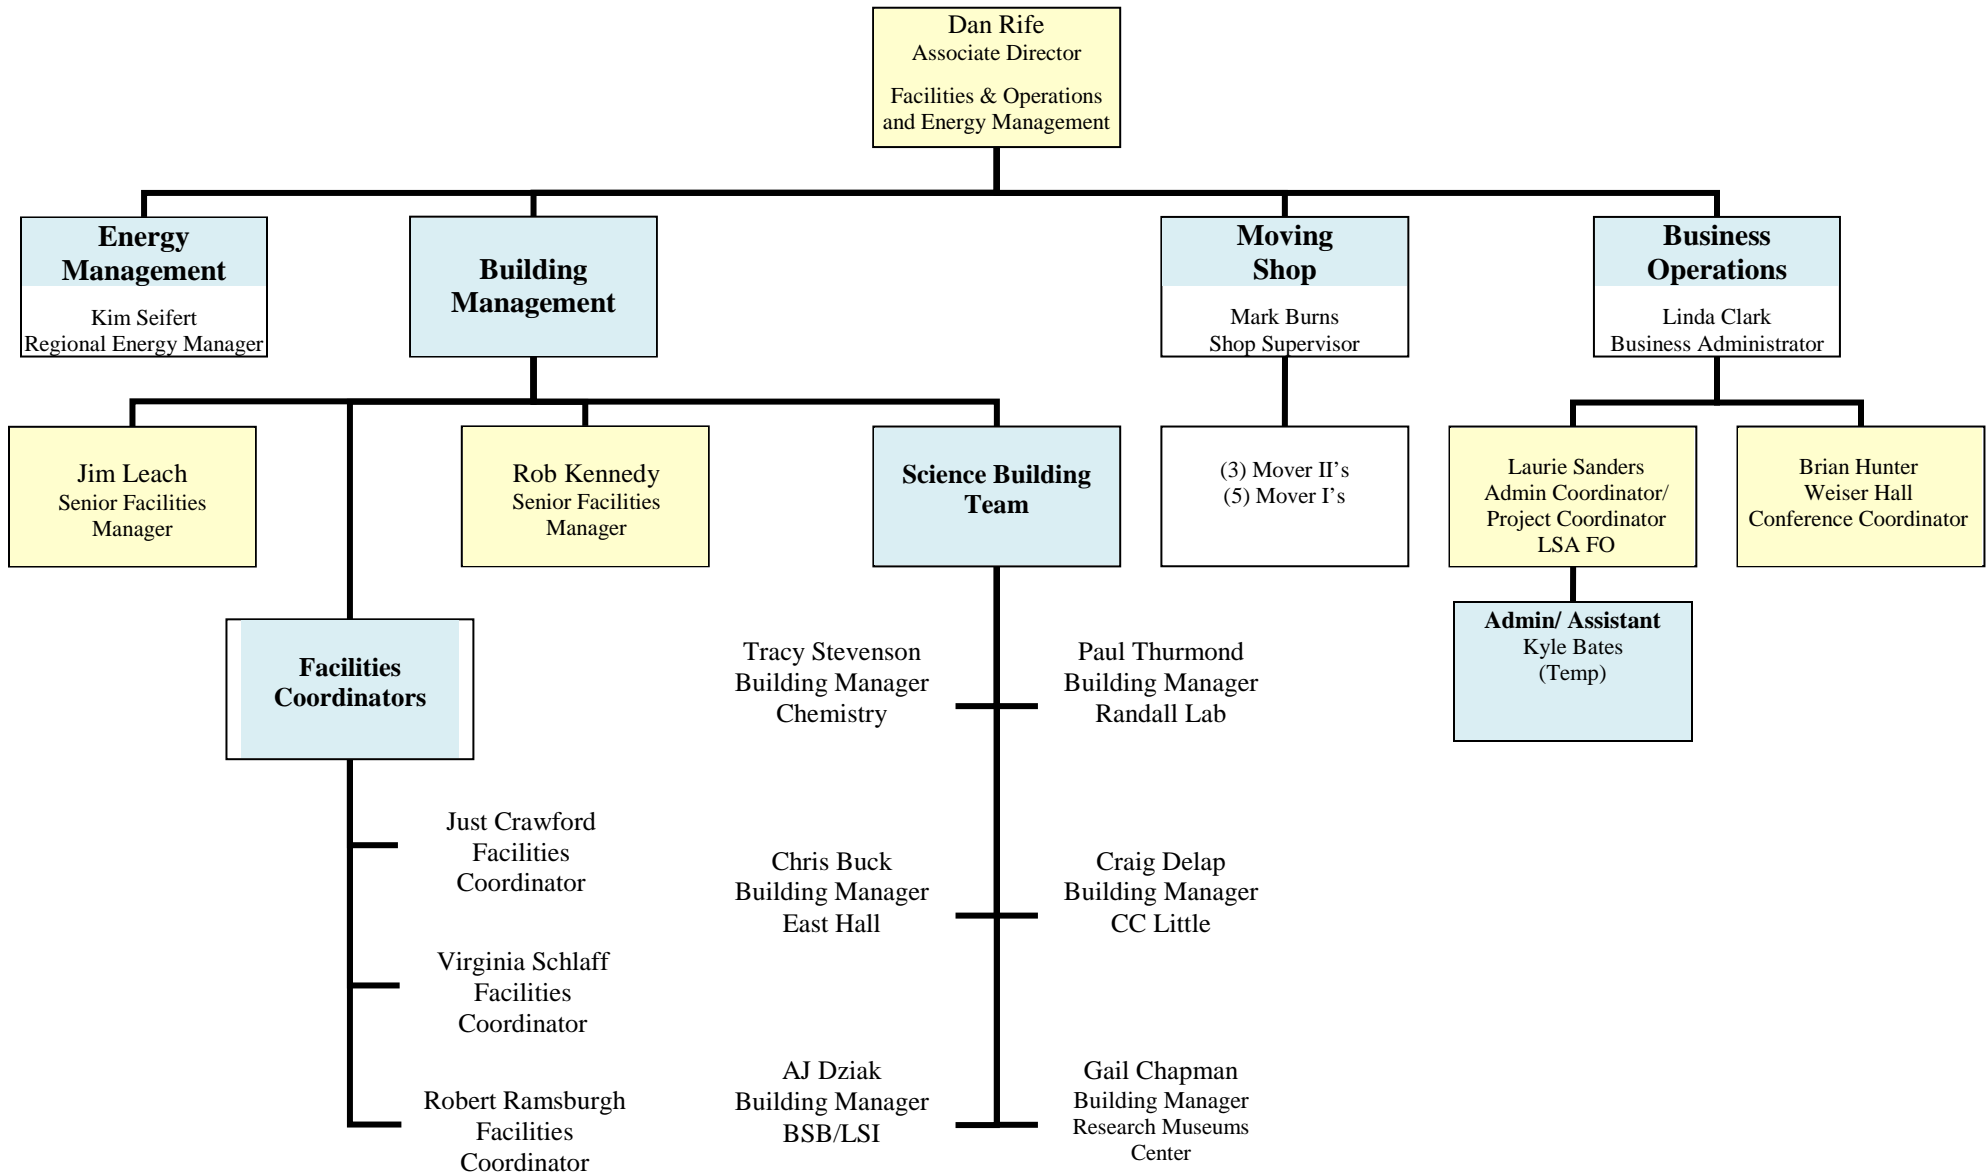 Dan Rife
Associate Director
Facilities & Operations
and Energy Management
Energy
Management
Kim Seifert
Regional Energy Manager
Building
Management
Moving
Shop
Mark Burns
Shop Supervisor
Business
Operations
Linda Clark
Business Administrator
Jim Leach
Senior Facilities
Manager
Rob Kennedy
Senior Facilities
Manager
Science Building
Team
(3) Mover II’s
(5) Mover I’s
Laurie Sanders
Admin Coordinator/
Project Coordinator
LSA FO
Brian Hunter
Weiser Hall
Conference Coordinator
Facilities
Coordinators
Tracy Stevenson
Building Manager
Chemistry
Paul Thurmond
Building Manager
Randall Lab
Admin/ Assistant
Kyle Bates
(Temp)
Just Crawford
Facilities
Coordinator
Chris Buck
Building Manager
East Hall
Craig Delap
Building Manager
CC Little
Virginia Schlaff
Facilities
Coordinator
Robert Ramsburgh
Facilities
Coordinator
AJ Dziak
Building Manager
BSB/LSI
Gail Chapman
Building Manager
Research Museums
Center